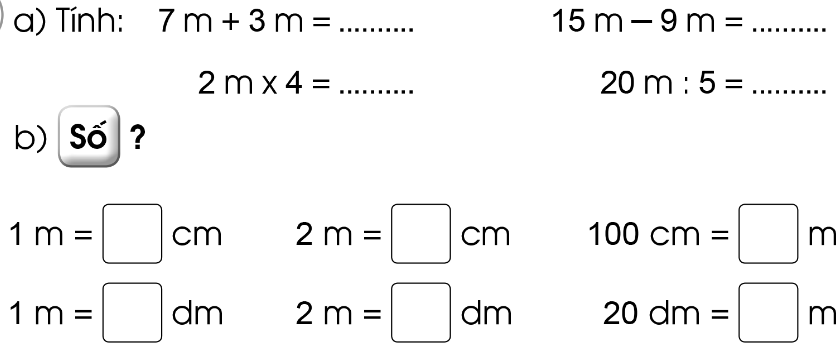 a) Tính: 7 m + 3 m = .......... 15 m – 9 m = ..........
2 m x 4 = .......... 20 m : 5 = ..........
b) Số ?
1 m = cm 2 m = cm 100 cm = m
1 m = dm 2 m = dm 20 dm = m